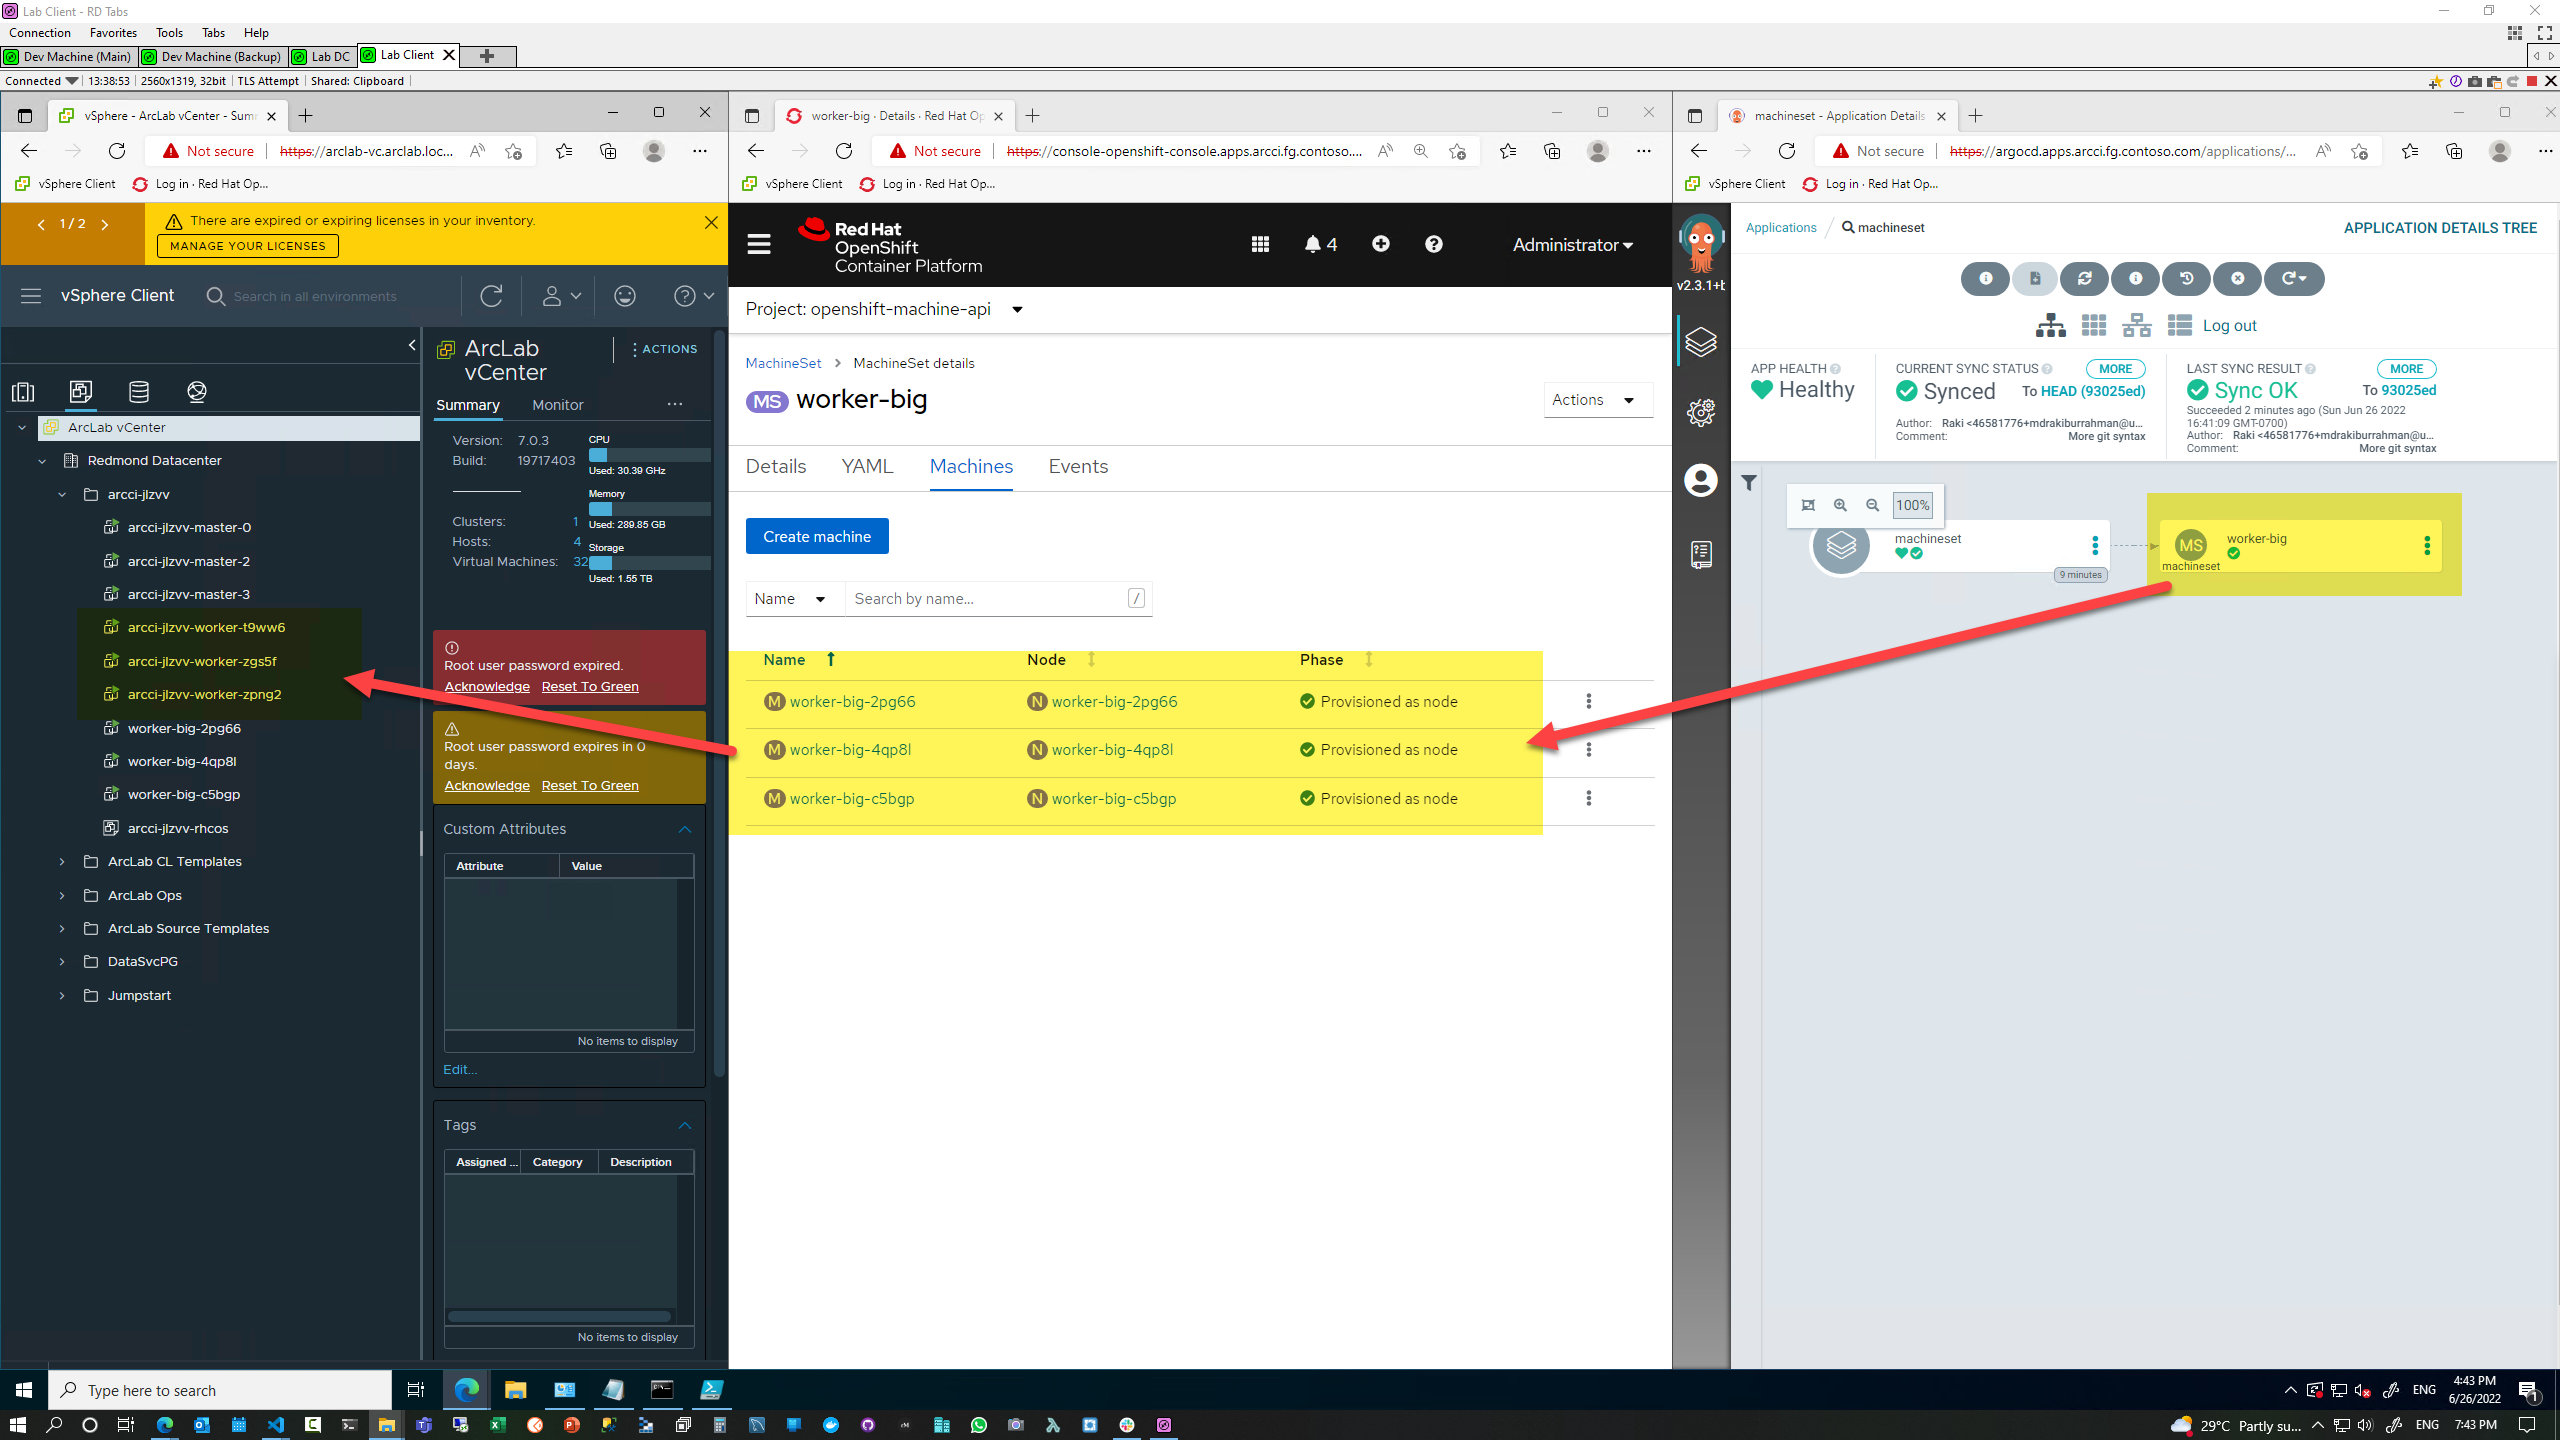 Lab Client - RD Tabs
Connection Favorites Tools Tabs Help
Dev Machine (Main) Dev Machine (Backup) Lab DC Lab Client
Connected 13:38:53 2560x1319, 32bit TLS Attempt Shared: Clipboard
vSphere - ArcLab vCenter - Sum
Not secure https://arclab-vc.arclab.loc...
vSphere Client Log in · Red Hat Op...
1 / 2
There are expired or expiring licenses in your inventory.
MANAGE YOUR LICENSES
vSphere Client Search in all environments
ArcLab vCenter
Redmond Datacenter
arcci-jlzvv
arcci-jlzvv-master-0
arcci-jlzvv-master-2
arcci-jlzvv-master-3
arcci-jlzvv-worker-t9ww6
arcci-jlzvv-worker-zgs5f
arcci-jlzvv-worker-zpng2
worker-big-2pg66
worker-big-4qp8l
worker-big-c5bgp
arcci-jlzvv-rhcos
ArcLab CL Templates
ArcLab Ops
ArcLab Source Templates
DataSvcPG
Jumpstart
ArcLab
vCenter
ACTIONS
Summary Monitor ...
Version: 7.0.3
Build: 19717403
Clusters: 1
Hosts: 4
Virtual Machines: 32
CPU
Used: 30.39 GHz
Memory
Used: 289.85 GB
Storage
Used: 1.55 TB
Root user password expired.
Acknowledge Reset To Green
Root user password expires in 0
days.
Acknowledge Reset To Green
Custom Attributes
Attribute Value
No items to display
Edit...
Tags
Assigned ... Category Description
No items to display
worker-big · Details · Red Hat Op
Not secure https://console-openshift-console.apps.arcci.fg.contoso....
vSphere Client Log in · Red Hat Op...
Red Hat
OpenShift
Container Platform
4
Administrator
Project: openshift-machine-api
MachineSet MachineSet details
MS worker-big
Actions
Details YAML Machines Events
Create machine
Name Search by name... /
Name Node Phase
M worker-big-2pg66 N worker-big-2pg66 Provisioned as node
M worker-big-4qp8l N worker-big-4qp8l Provisioned as node
M worker-big-c5bgp N worker-big-c5bgp Provisioned as node
machineset - Application Details
Not secure https://argocd.apps.arcci.fg.contoso.com/applications/...
vSphere Client Log in · Red Hat Op...
v2.3.1+b
Applications / machineset
APPLICATION DETAILS TREE
Log out
APP HEALTH
Healthy
CURRENT SYNC STATUS MORE
Synced To HEAD (93025ed)
Author: Raki <46581776+mdrakiburrahman@u...
Comment: More git syntax
LAST SYNC RESULT MORE
Sync OK To 93025ed
Succeeded 2 minutes ago (Sun Jun 26 2022
16:41:09 GMT-0700)
Author: Raki <46581776+mdrakiburrahman@u...
Comment: More git syntax
100%
machineset
9 minutes
MS
machineset
worker-big
Type here to search
ENG
4:43 PM
6/26/2022
1
29°C Partly su...
ENG
7:43 PM